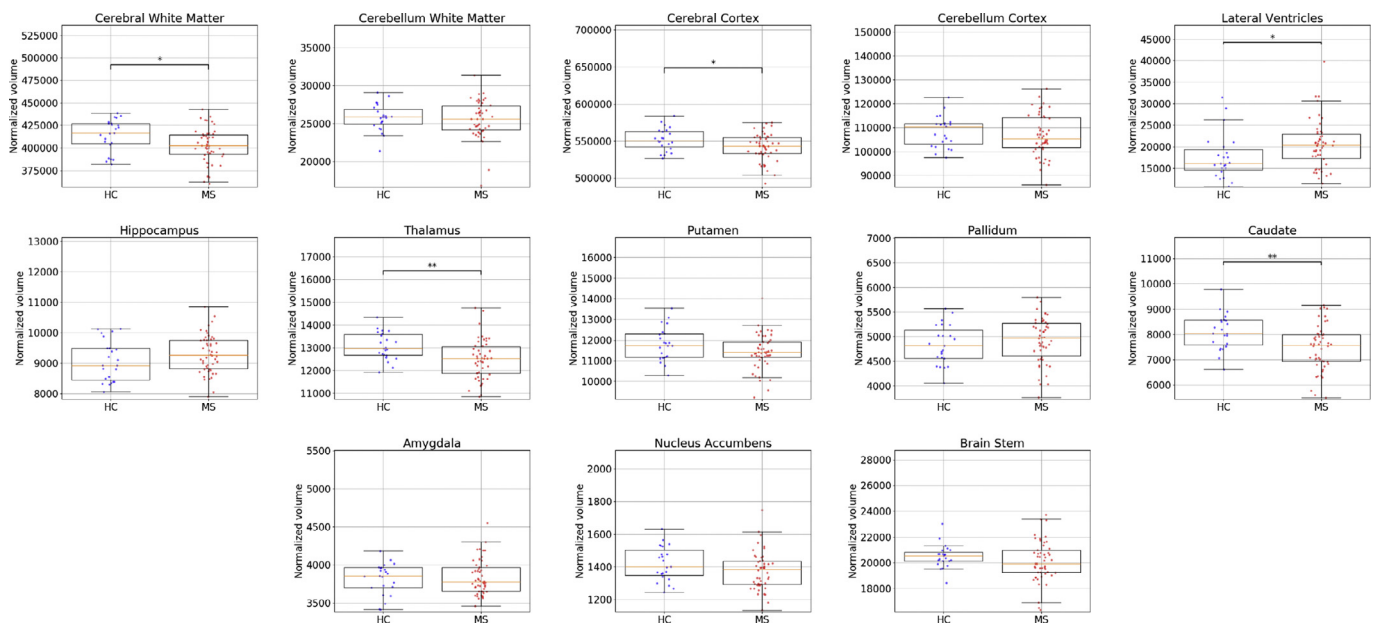 Cerebral White Matter
Normalized volume
525000
500000
475000
450000
425000
400000
375000
*
HC MS
Cerebellum White Matter
Normalized volume
35000
30000
25000
20000
HC MS
Cerebral Cortex
Normalized volume
700000
650000
600000
550000
500000
*
HC MS
Cerebellum Cortex
Normalized volume
150000
140000
130000
120000
110000
100000
90000
HC MS
Lateral Ventricles
Normalized volume
45000
40000
35000
30000
25000
20000
15000
*
HC MS
Hippocampus
Normalized volume
13000
12000
11000
10000
9000
8000
HC MS
Thalamus
Normalized volume
17000
16000
15000
14000
13000
12000
11000
**
HC MS
Putamen
Normalized volume
16000
15000
14000
13000
12000
11000
10000
HC MS
Pallidum
Normalized volume
7000
6500
6000
5500
5000
4500
4000
HC MS
Caudate
Normalized volume
11000
10000
9000
8000
7000
6000
**
HC MS
Amygdala
Normalized volume
5500
5000
4500
4000
3500
HC MS
Nucleus Accumbens
Normalized volume
2000
1800
1600
1400
1200
HC MS
Brain Stem
Normalized volume
28000
26000
24000
22000
20000
18000
HC MS